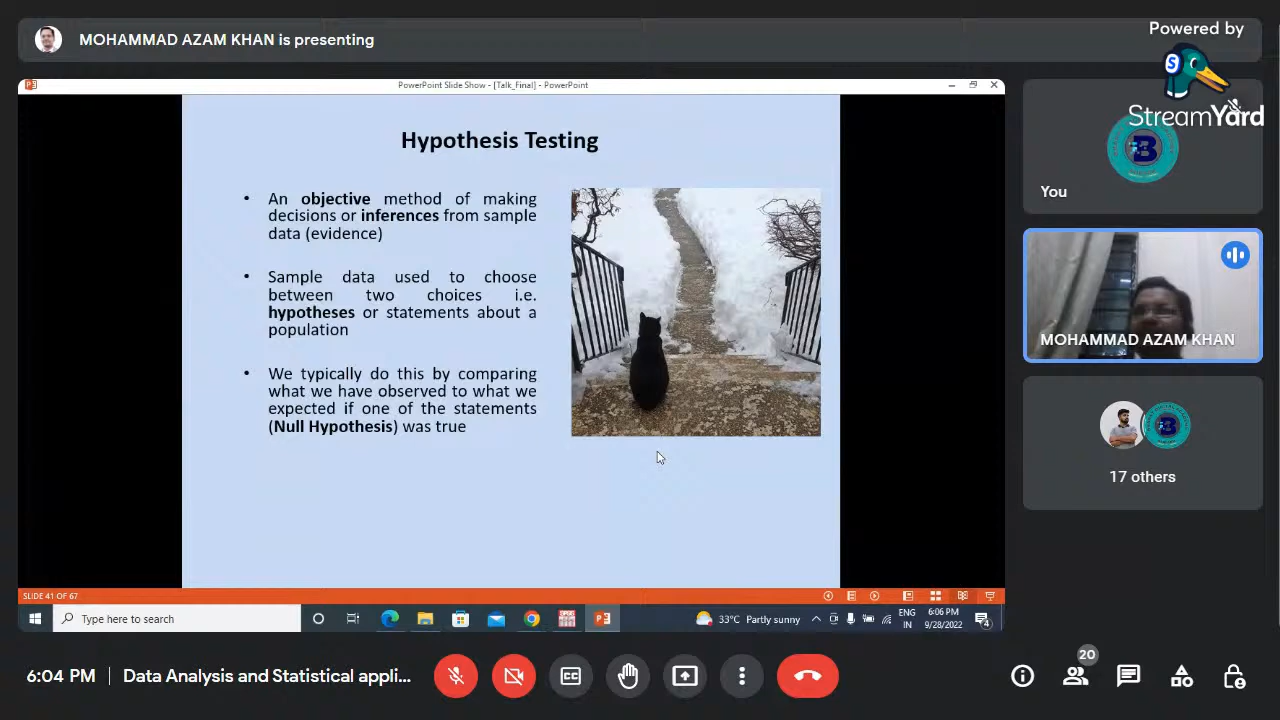 MOHAMMAD AZAM KHAN is presenting
Powered by
S
StreamYard
PowerPoint Slide Show - [Talk_Final] - PowerPoint
Hypothesis Testing
• An objective method of making
decisions or inferences from sample
data (evidence)
• Sample data used to choose
between two choices i.e.
hypotheses or statements about a
population
• We typically do this by comparing
what we have observed to what we
expected if one of the statements
(Null Hypothesis) was true
B
You
MOHAMMAD AZAM KHAN
17 others
SLIDE 41 OF 67
Type here to search
33°C Partly sunny
ENG
IN
6:06 PM
9/28/2022
4
6:04 PM
Data Analysis and Statistical appli...
CC
20